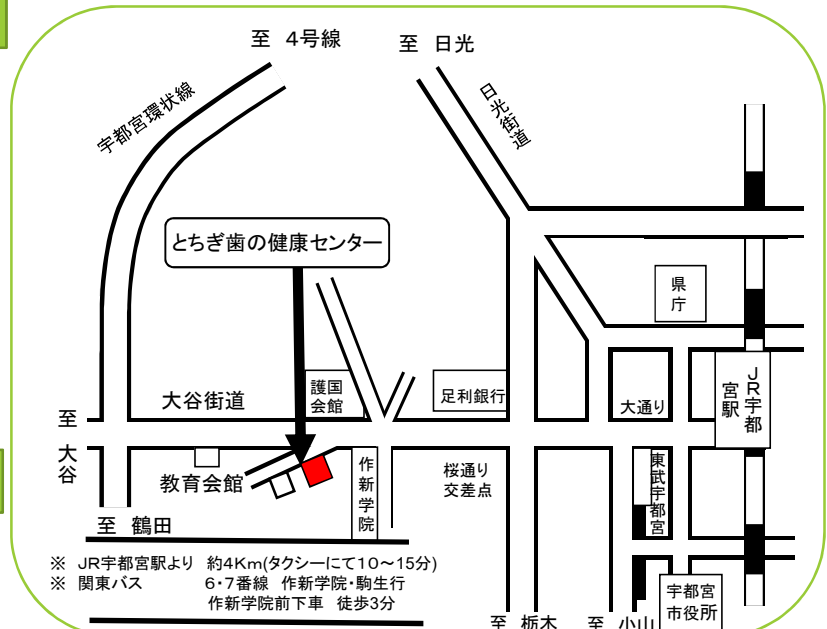 至 4号線
至 日光
宇都宮環状線
日光街道
とちぎ歯の健康センター
県庁
護国会館
足利銀行
大谷街道
大通り
JR宇都宮駅
至 大谷
教育会館
作新学院
桜通り
交差点
東武宇都宮
至 鶴田
※ JR宇都宮駅より 約4Km(タクシーにて10～15分)
※ 関東バス 6・7番線 作新学院・駒生行
作新学院前下車 徒歩3分
宇都宮
市役所
至 栃木
至 小山